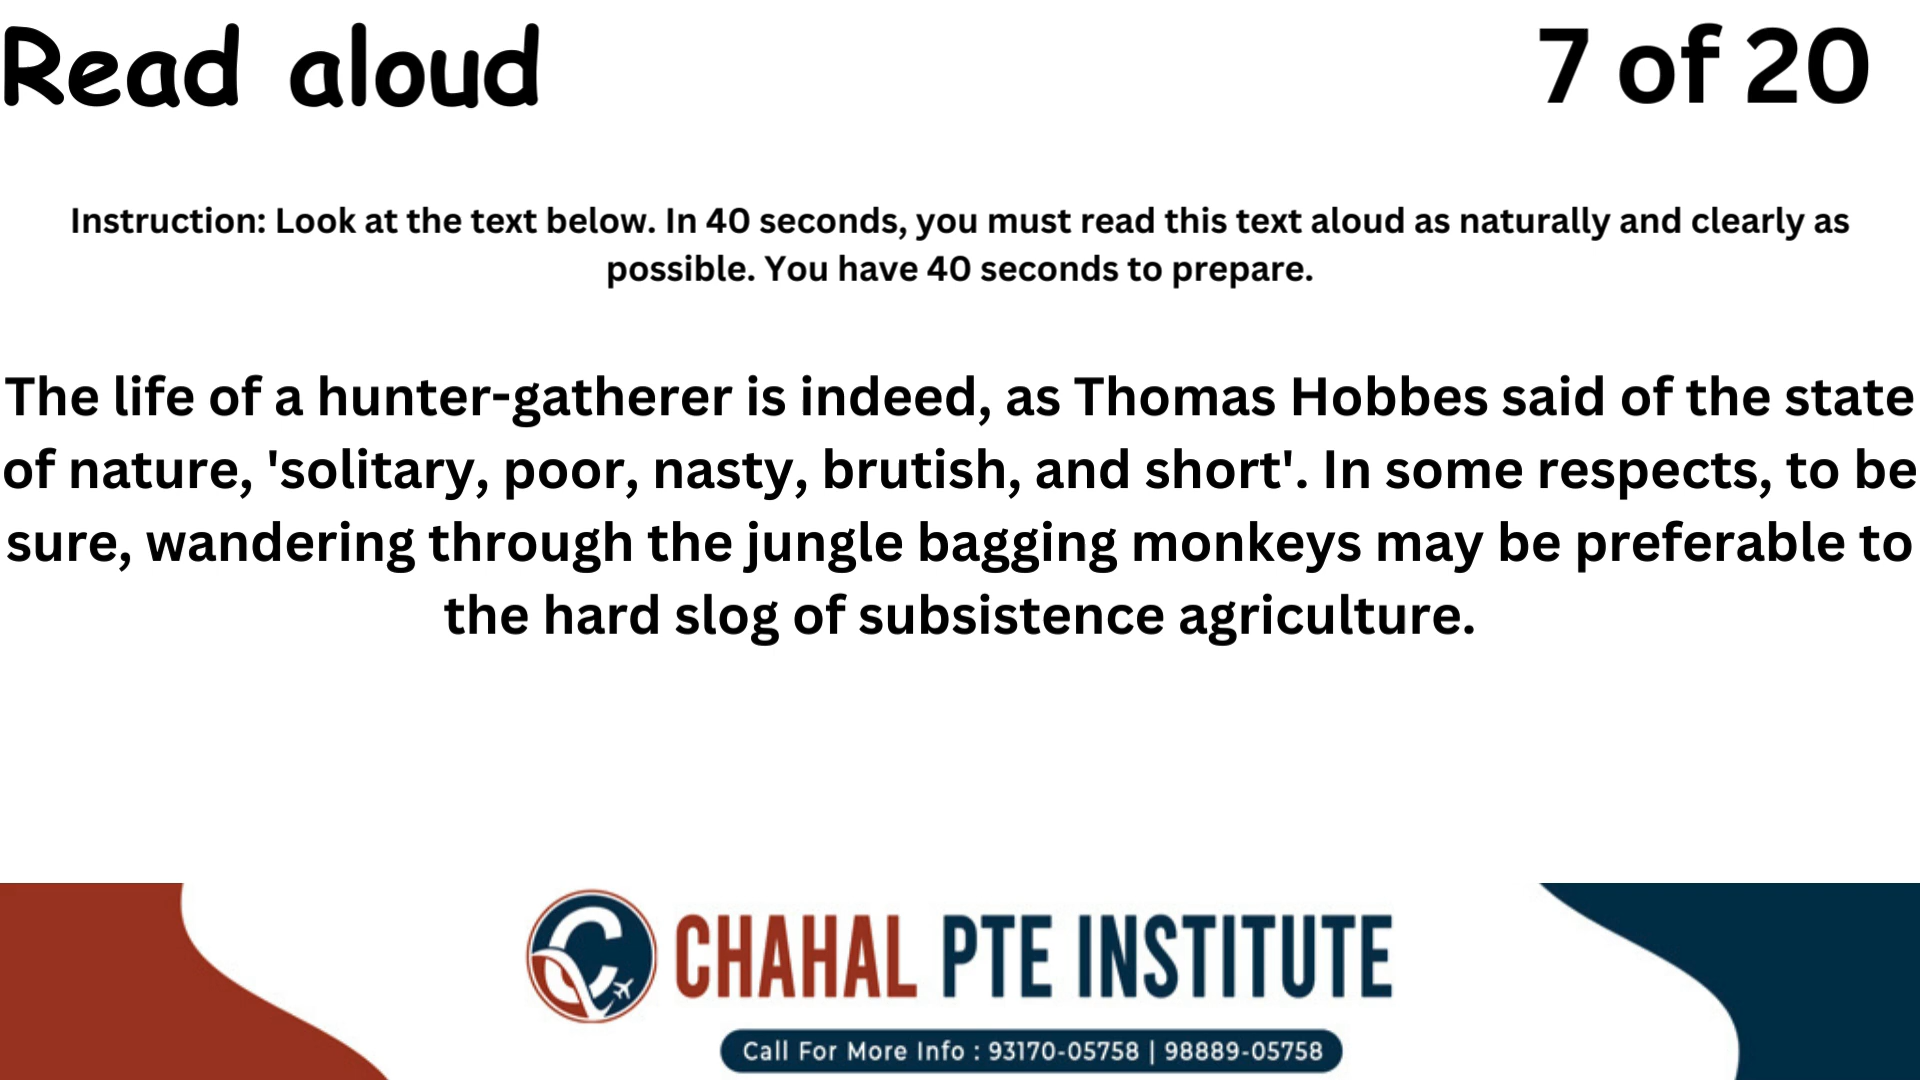 Read aloud
7 of 20
Instruction: Look at the text below. In 40 seconds, you must read this text aloud as naturally and clearly as
possible. You have 40 seconds to prepare.
The life of a hunter-gatherer is indeed, as Thomas Hobbes said of the state
of nature, 'solitary, poor, nasty, brutish, and short'. In some respects, to be
sure, wandering through the jungle bagging monkeys may be preferable to
the hard slog of subsistence agriculture.
CHAHAL PTE INSTITUTE
Call For More Info : 93170-05758 | 98889-05758